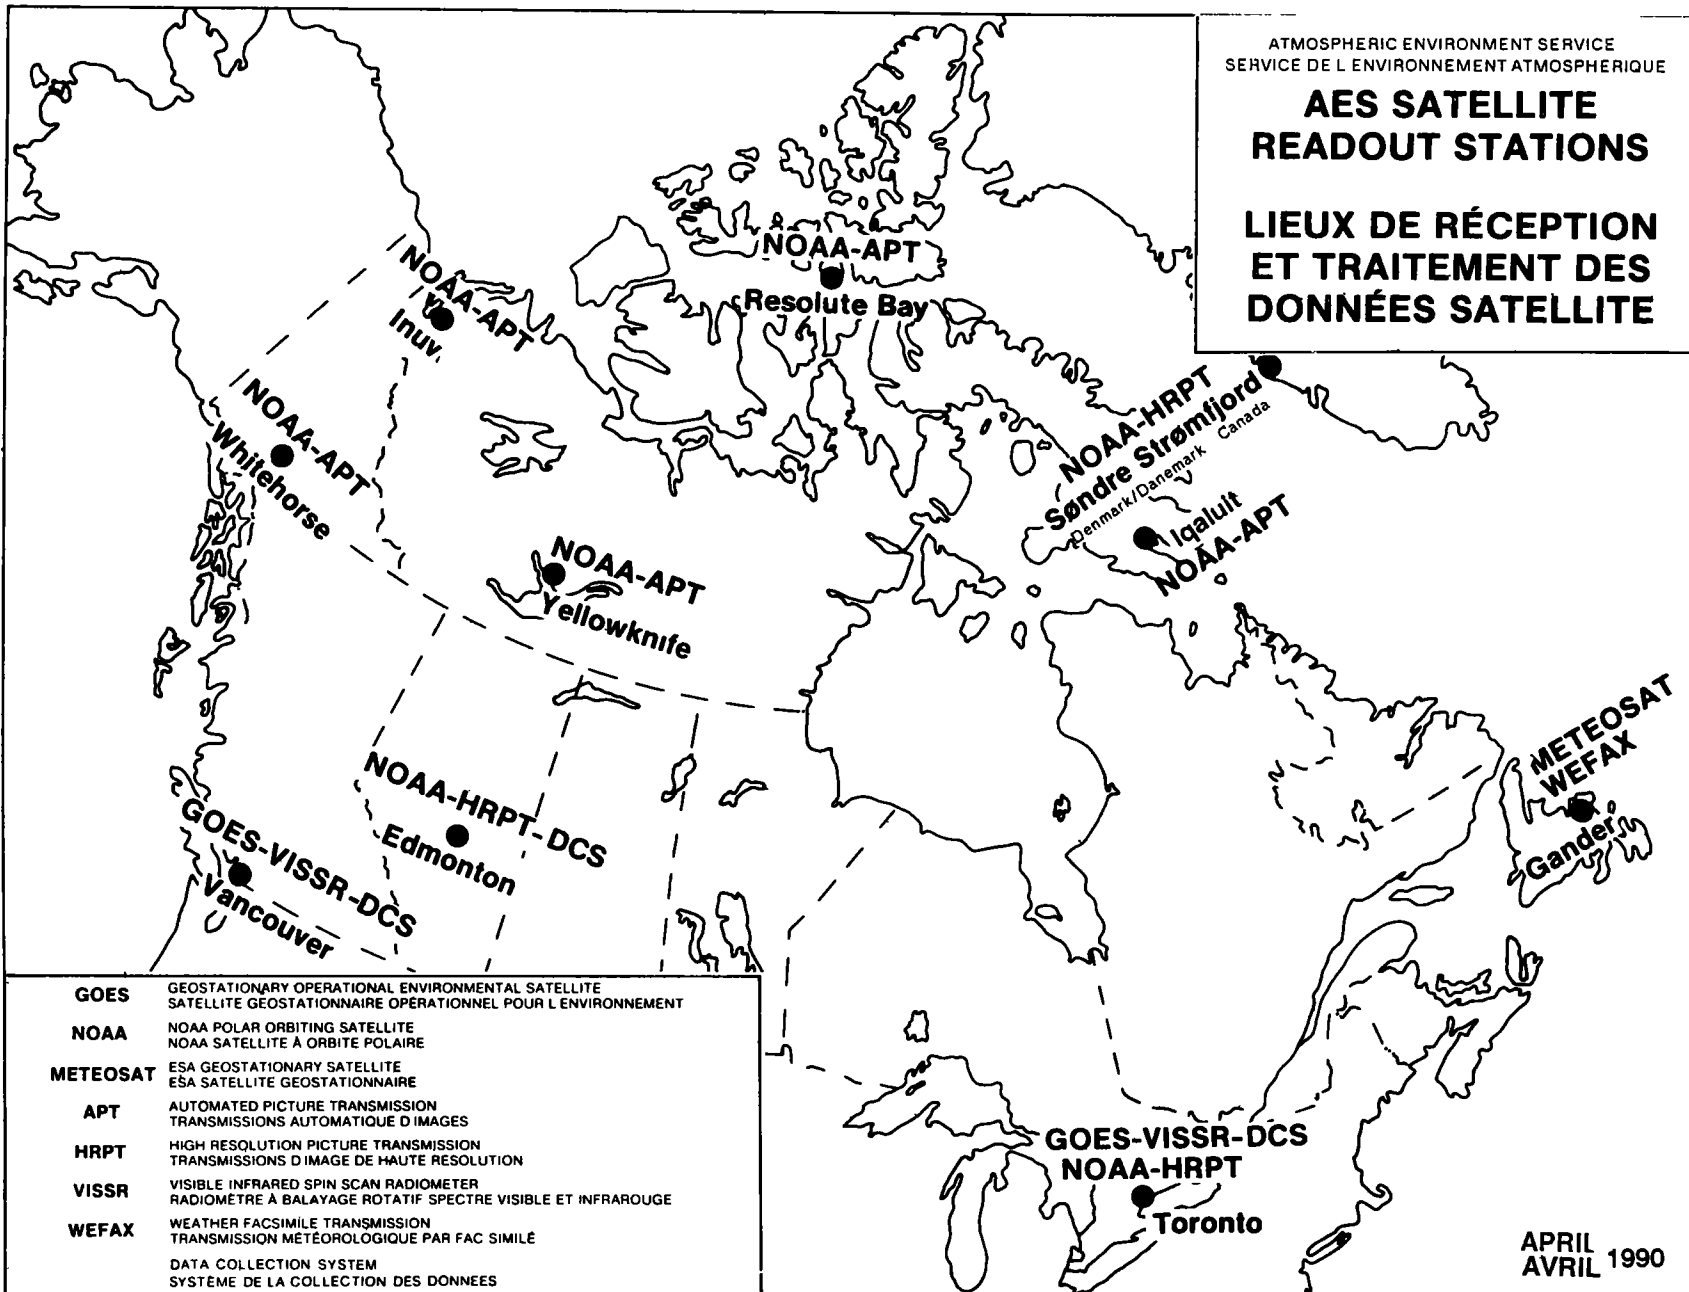 ATMOSPHERIC ENVIRONMENT SERVICE
SERVICE DE L ENVIRONNEMENT ATMOSPHERIQUE
AES SATELLITE
READOUT STATIONS
LIEUX DE RÉCEPTION
ET TRAITEMENT DES
DONNÉES SATELLITE
NOAA-APT
Resolute Bay
NOAA-APT
Inuv
NOAA-APT
Whitehorse
NOAA-HRPT
Søndre Strømfjord
Denmark/Danemark Canada
Iqaluit
NOAA-APT
NOAA-APT
Yellowknife
METEOSAT
WEFAX
Gander
NOAA-HRPT-DCS
Edmonton
GOES-VISSR-DCS
Vancouver
GOES-VISSR-DCS
NOAA-HRPT
Toronto
GOES GEOSTATIONARY OPERATIONAL ENVIRONMENTAL SATELLITE
SATELLITE GEOSTATIONNAIRE OPÉRATIONNEL POUR L ENVIRONNEMENT
NOAA NOAA POLAR ORBITING SATELLITE
NOAA SATELLITE À ORBITE POLAIRE
METEOSAT ESA GEOSTATIONARY SATELLITE
ESA SATELLITE GEOSTATIONNAIRE
APT AUTOMATED PICTURE TRANSMISSION
TRANSMISSIONS AUTOMATIQUE D IMAGES
HRPT HIGH RESOLUTION PICTURE TRANSMISSION
TRANSMISSIONS D IMAGE DE HAUTE RESOLUTION
VISSR VISIBLE INFRARED SPIN SCAN RADIOMETER
RADIOMÈTRE À BALAYAGE ROTATIF SPECTRE VISIBLE ET INFRAROUGE
WEFAX WEATHER FACSIMILE TRANSMISSION
TRANSMISSION MÉTÉOROLOGIQUE PAR FAC SIMILÉ
DATA COLLECTION SYSTEM
SYSTÈME DE LA COLLECTION DES DONNEES
APRIL
AVRIL 1990